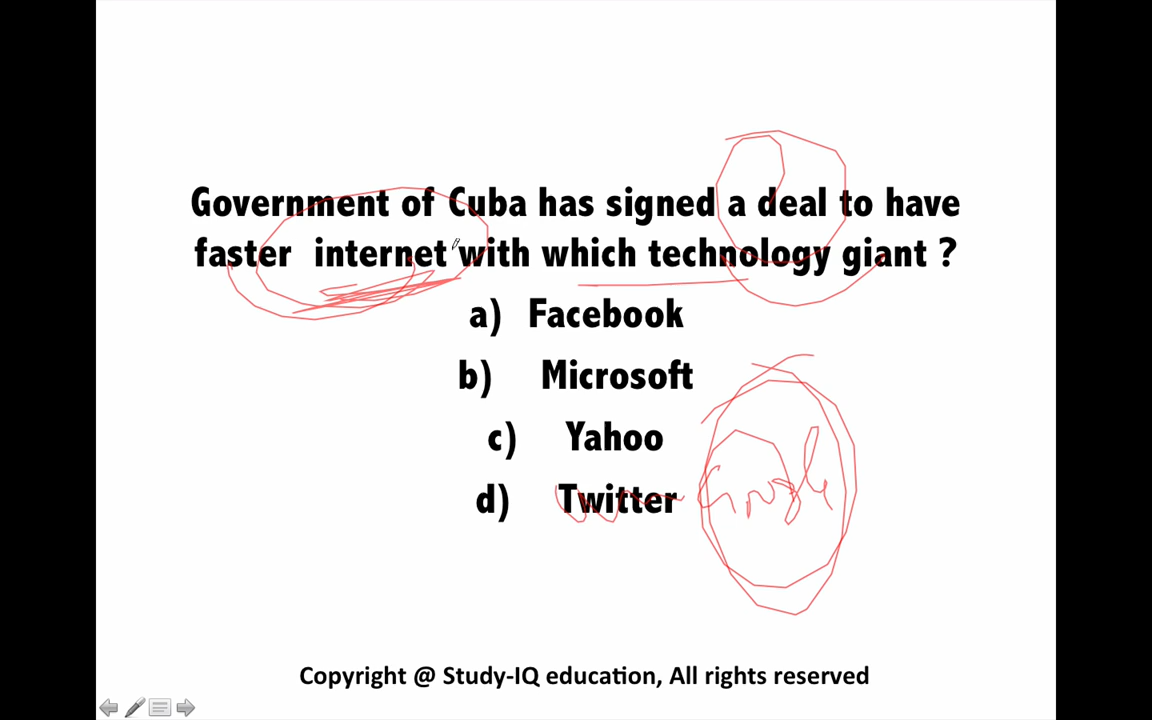 Government of Cuba has signed a deal to have
faster internet with which technology giant ?
a) Facebook
b) Microsoft
c) Yahoo
d) Twitter Google
Copyright @ Study-IQ education, All rights reserved